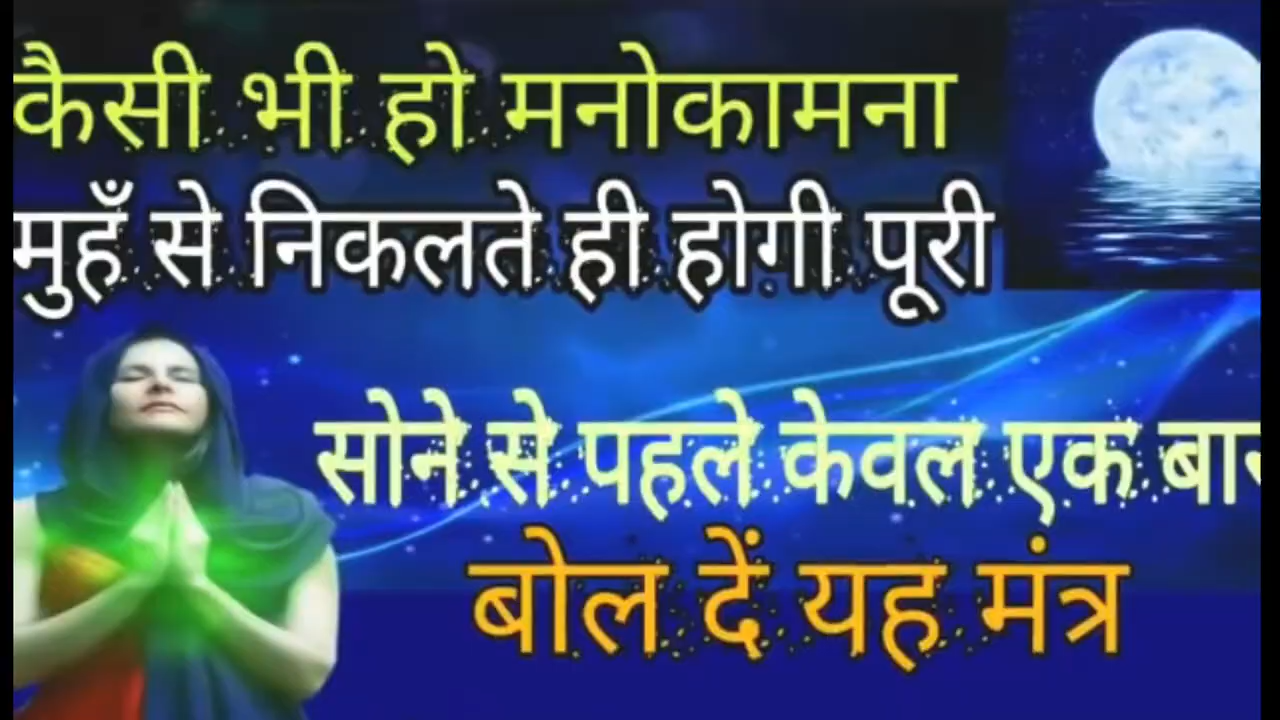 कैसी भी हो मनोकामना
मुहँ से निकलते ही होगी पूरी
सोने से पहले केवल एक
बोल दें यह मंत्र